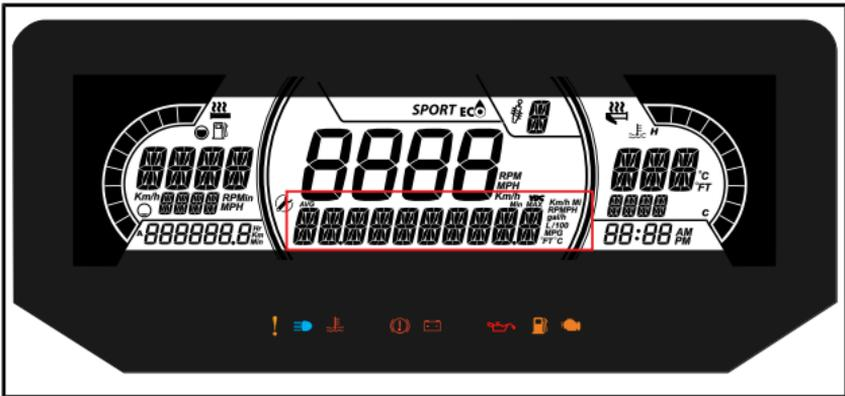 SPORT ECO
H
8888
RPM
MPH
Km/h
°C
°FT
Km/h
RPMin
MPH
C
AVG
Min
VDC
MAX
Km/h Mi
RPMPH
gal/h
L/100
MPG
°FT°C
A
888888.8
Hr
Km
Min
88:88
AM
PM